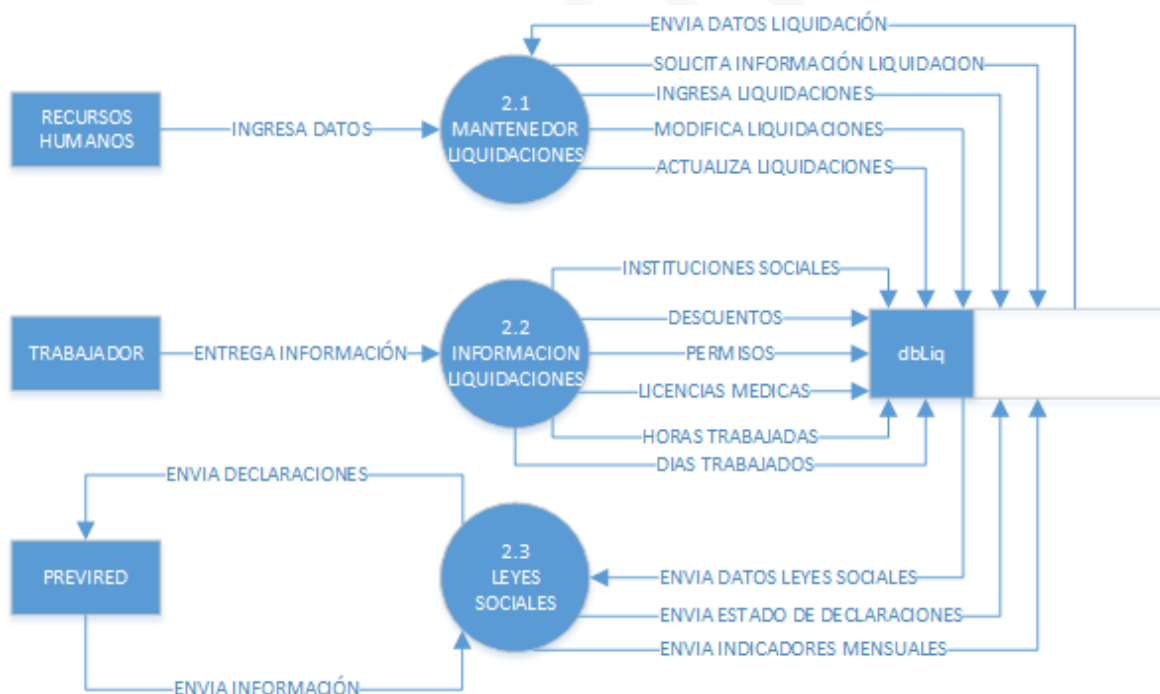 ENVIA DATOS LIQUIDACIÓN
SOLICITA INFORMACIÓN LIQUIDACION
INGRESA LIQUIDACIONES
MODIFICA LIQUIDACIONES
ACTUALIZA LIQUIDACIONES
RECURSOS
HUMANOS
INGRESA DATOS
2.1
MANTENEDOR
LIQUIDACIONES
INSTITUCIONES SOCIALES
DESCUENTOS
PERMISOS
LICENCIAS MEDICAS
HORAS TRABAJADAS
DIAS TRABAJADOS
TRABAJADOR
ENTREGA INFORMACIÓN
2.2
INFORMACION
LIQUIDACIONES
dbLiq
ENVIA DECLARACIONES
PREVIRED
ENVIA INFORMACIÓN
2.3
LEYES
SOCIALES
ENVIA DATOS LEYES SOCIALES
ENVIA ESTADO DE DECLARACIONES
ENVIA INDICADORES MENSUALES